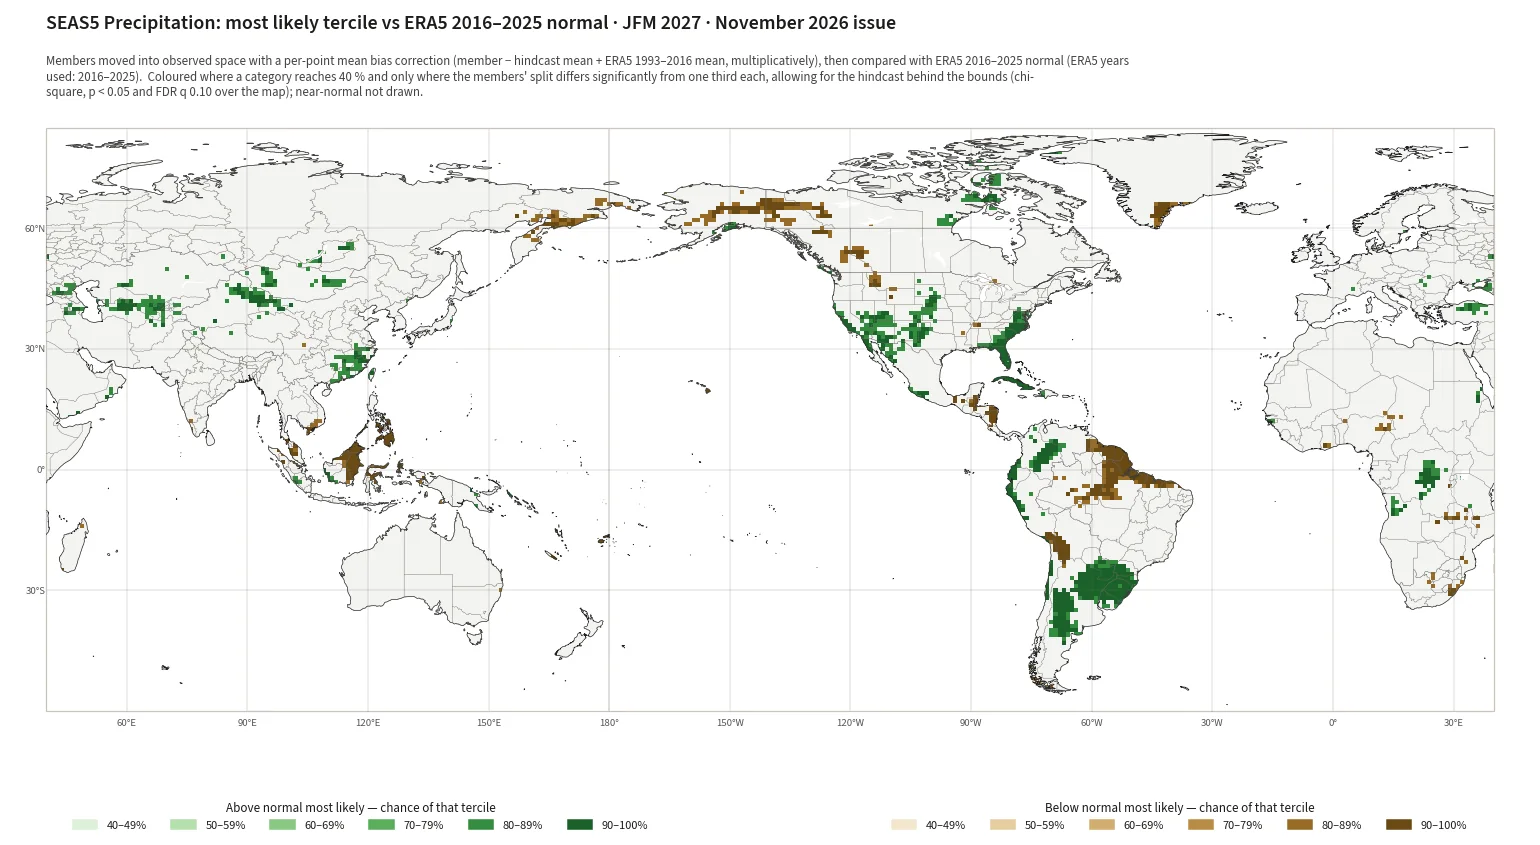 SEAS5 Precipitation: most likely tercile vs ERA5 2016–2025 normal · JFM 2027 · November 2026 issue
Members moved into observed space with a per-point mean bias correction (member − hindcast mean + ERA5 1993–2016 mean, multiplicatively), then compared with ERA5 2016–2025 normal (ERA5 years
used: 2016–2025). Coloured where a category reaches 40 % and only where the members' split differs significantly from one third each, allowing for the hindcast behind the bounds (chi-
square, p < 0.05 and FDR q 0.10 over the map); near-normal not drawn.
60°N
30°N
0°
30°S
60°E 90°E 120°E 150°E 180° 150°W 120°W 90°W 60°W 30°W 0° 30°E
Above normal most likely — chance of that tercile
40–49% 50–59% 60–69% 70–79% 80–89% 90–100%
Below normal most likely — chance of that tercile
40–49% 50–59% 60–69% 70–79% 80–89% 90–100%